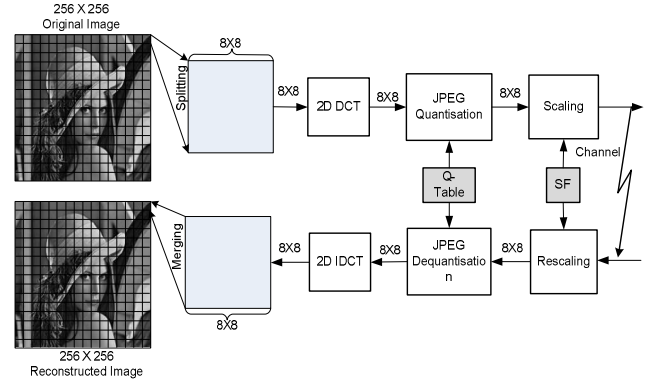 256 X 256
Original Image
8X8
Splitting
8X8
2D DCT
8X8
JPEG
Quantisation
8X8
Scaling
Channel
Q-
Table
SF
Merging
8X8
2D IDCT
8X8
JPEG
Dequantisatio
n
8X8
Rescaling
8X8
256 X 256
Reconstructed Image